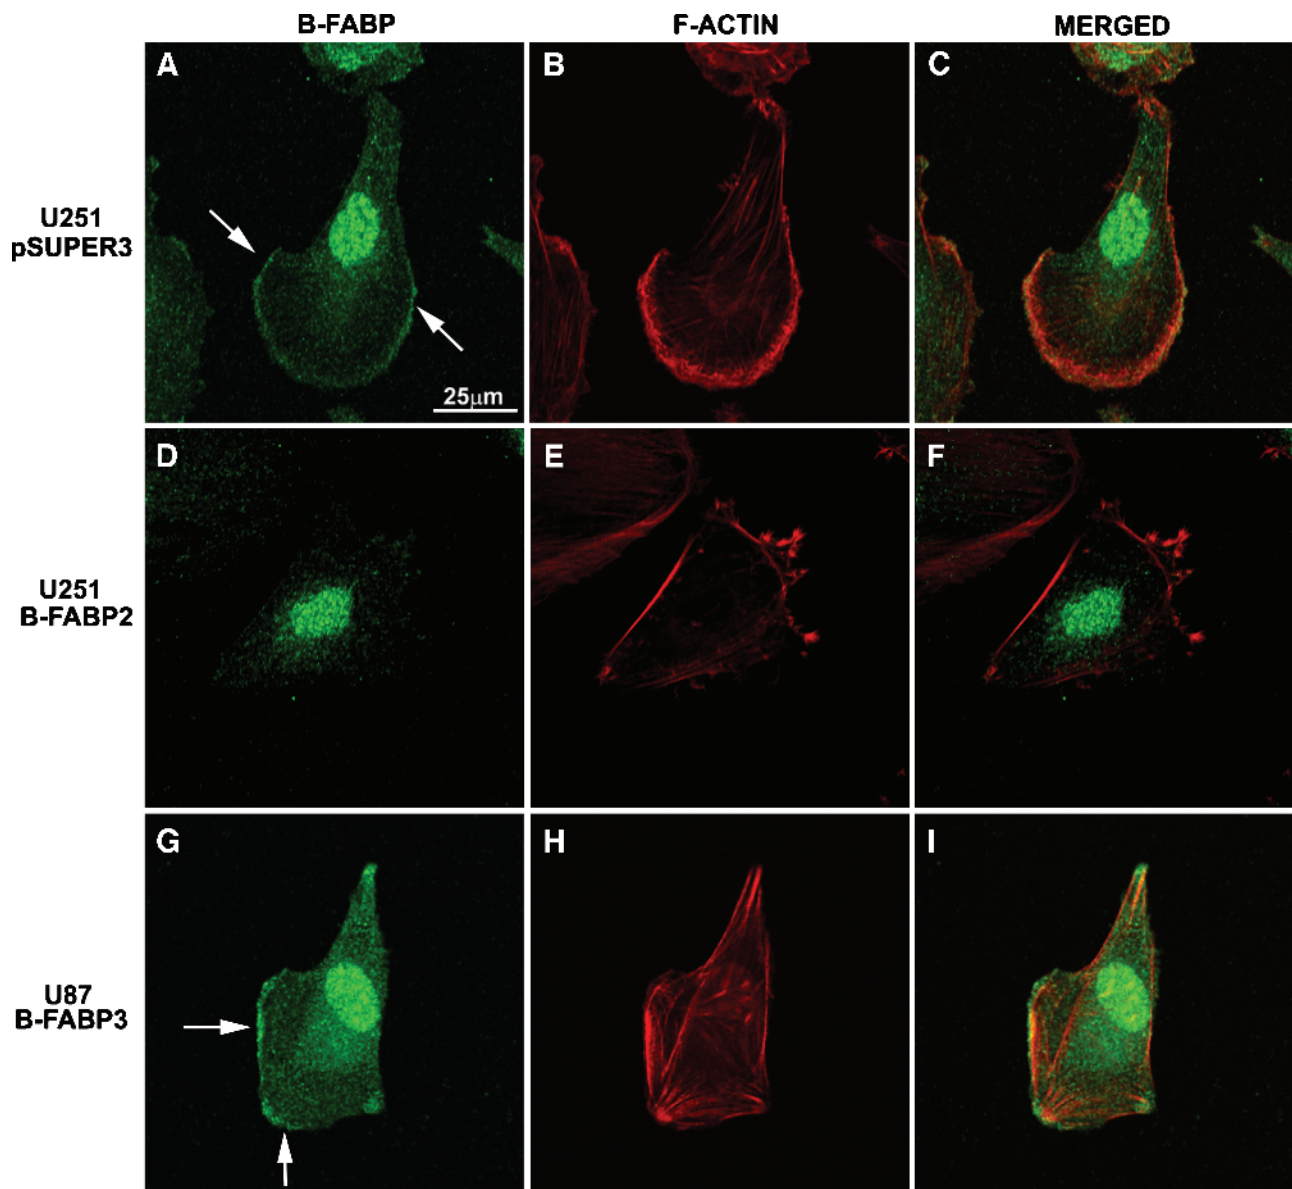 B-FABP F-ACTIN MERGED
A B C
U251
pSUPER3
25μm
D E F
U251
B-FABP2
G H I
U87
B-FABP3